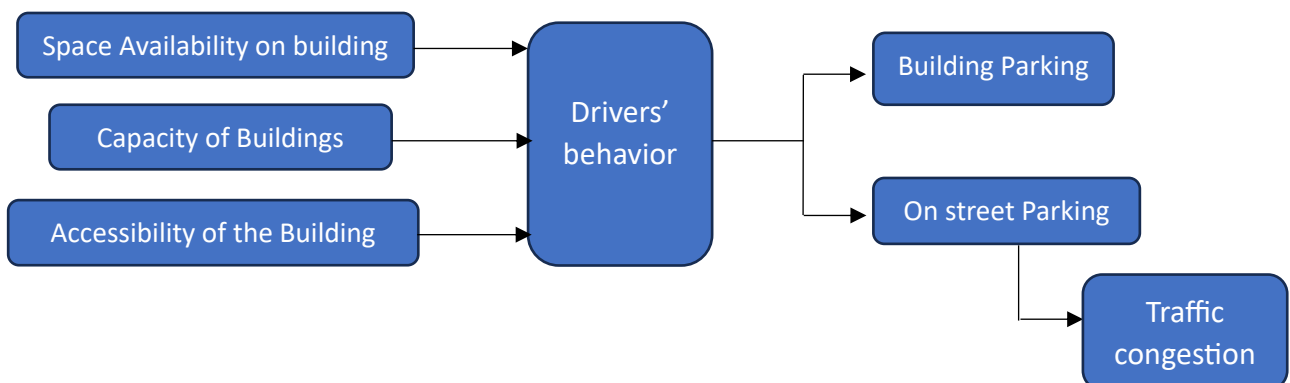 Space Availability on building
Capacity of Buildings
Accessibility of the Building
Drivers’
behavior
Building Parking
On street Parking
Traffic
congestion